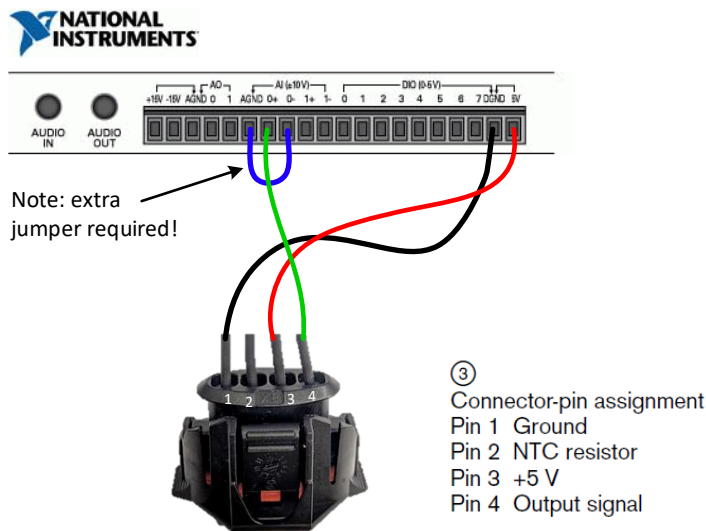 NATIONAL
INSTRUMENTS
AO AI (±10V) DIO (0-5V)
+15V -15V AGND 0 1 AGND 0+ 0- 1+ 1- 0 1 2 3 4 5 6 7 DGND 5V
AUDIO
IN
AUDIO
OUT
Note: extra
jumper required!
1 2 3 4
3
Connector-pin assignment
Pin 1 Ground
Pin 2 NTC resistor
Pin 3 +5 V
Pin 4 Output signal